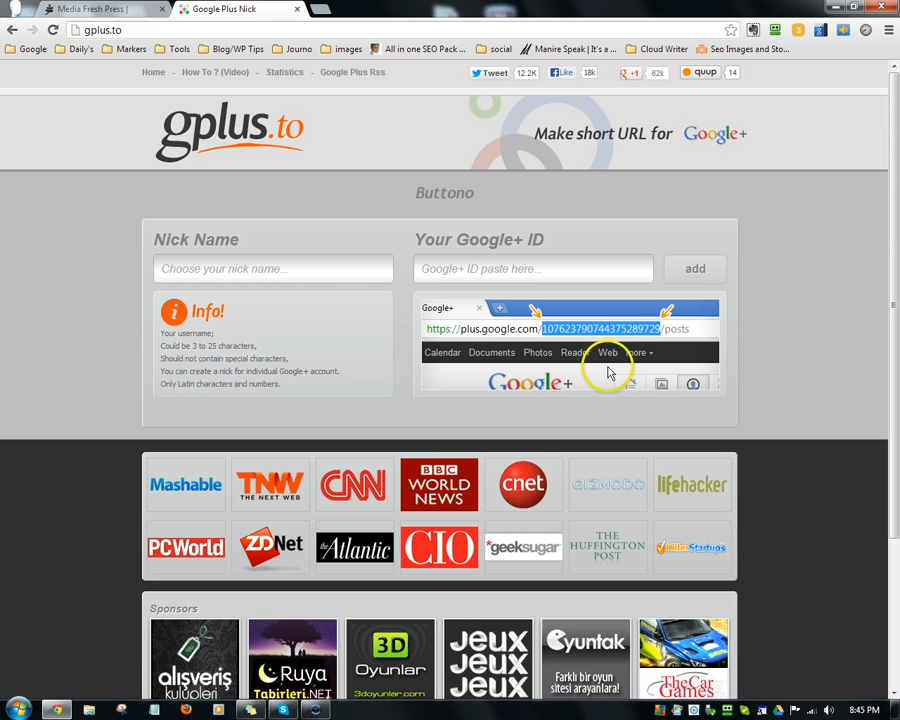 Media Fresh Press |
Google Plus Nick
gplus.to
Google
Daily's
Markers
Tools
Blog/WP Tips
Journo
images
All in one SEO Pack ...
social
Manire Speak | It's a ...
Cloud Writer
Seo Images and Sto...
Home - How To ? (Video) - Statistics - Google Plus Rss
Tweet 12.2K
Like 18k
g +1 62k
quup 14
gplus.to
Make short URL for Google+
Buttono
Nick Name
Your Google+ ID
Choose your nick name...
Google+ ID paste here...
add
i Info!
Your username;
Could be 3 to 25 characters,
Should not contain special characters,
You can create a nick for individual Google+ account.
Only Latin characters and numbers.
Google+
https://plus.google.com/107623790744375289729/posts
Calendar Documents Photos Reader Web more
Google+
Mashable
TNW
THE NEXT WEB
CNN
BBC
WORLD
NEWS
cnet
GIZMODO
lifehacker
PCWorld
ZDNet
the Atlantic
CIO
*geeksugar
THE
HUFFINGTON
POST
KillerStartups
Sponsors
alışveriş
kulüpleri
Ruya
Tabirleri.NET
3D
Oyunlar
3doyunlar.com
JEUX
JEUX
JEUX
eyuntak
Farklı bir oyun
sitesi arayanlara!
TheCar
Games
8:45 PM